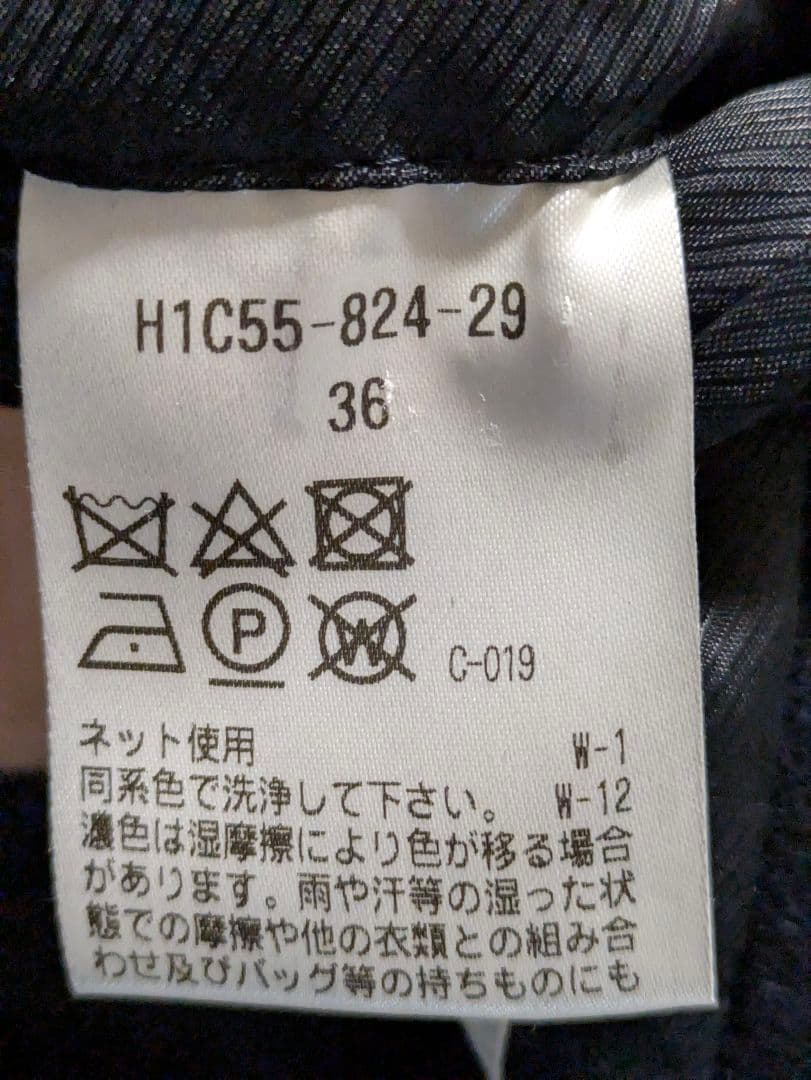 H1C55-824-29
36
P
W
C-019
ネット使用 W-1
同系色で洗浄して下さい。 W-12
濃色は湿摩擦により色が移る場合
があります。雨や汗等の湿った状
態での摩擦や他の衣類との組み合
わせ及びバッグ等の持ちものにも